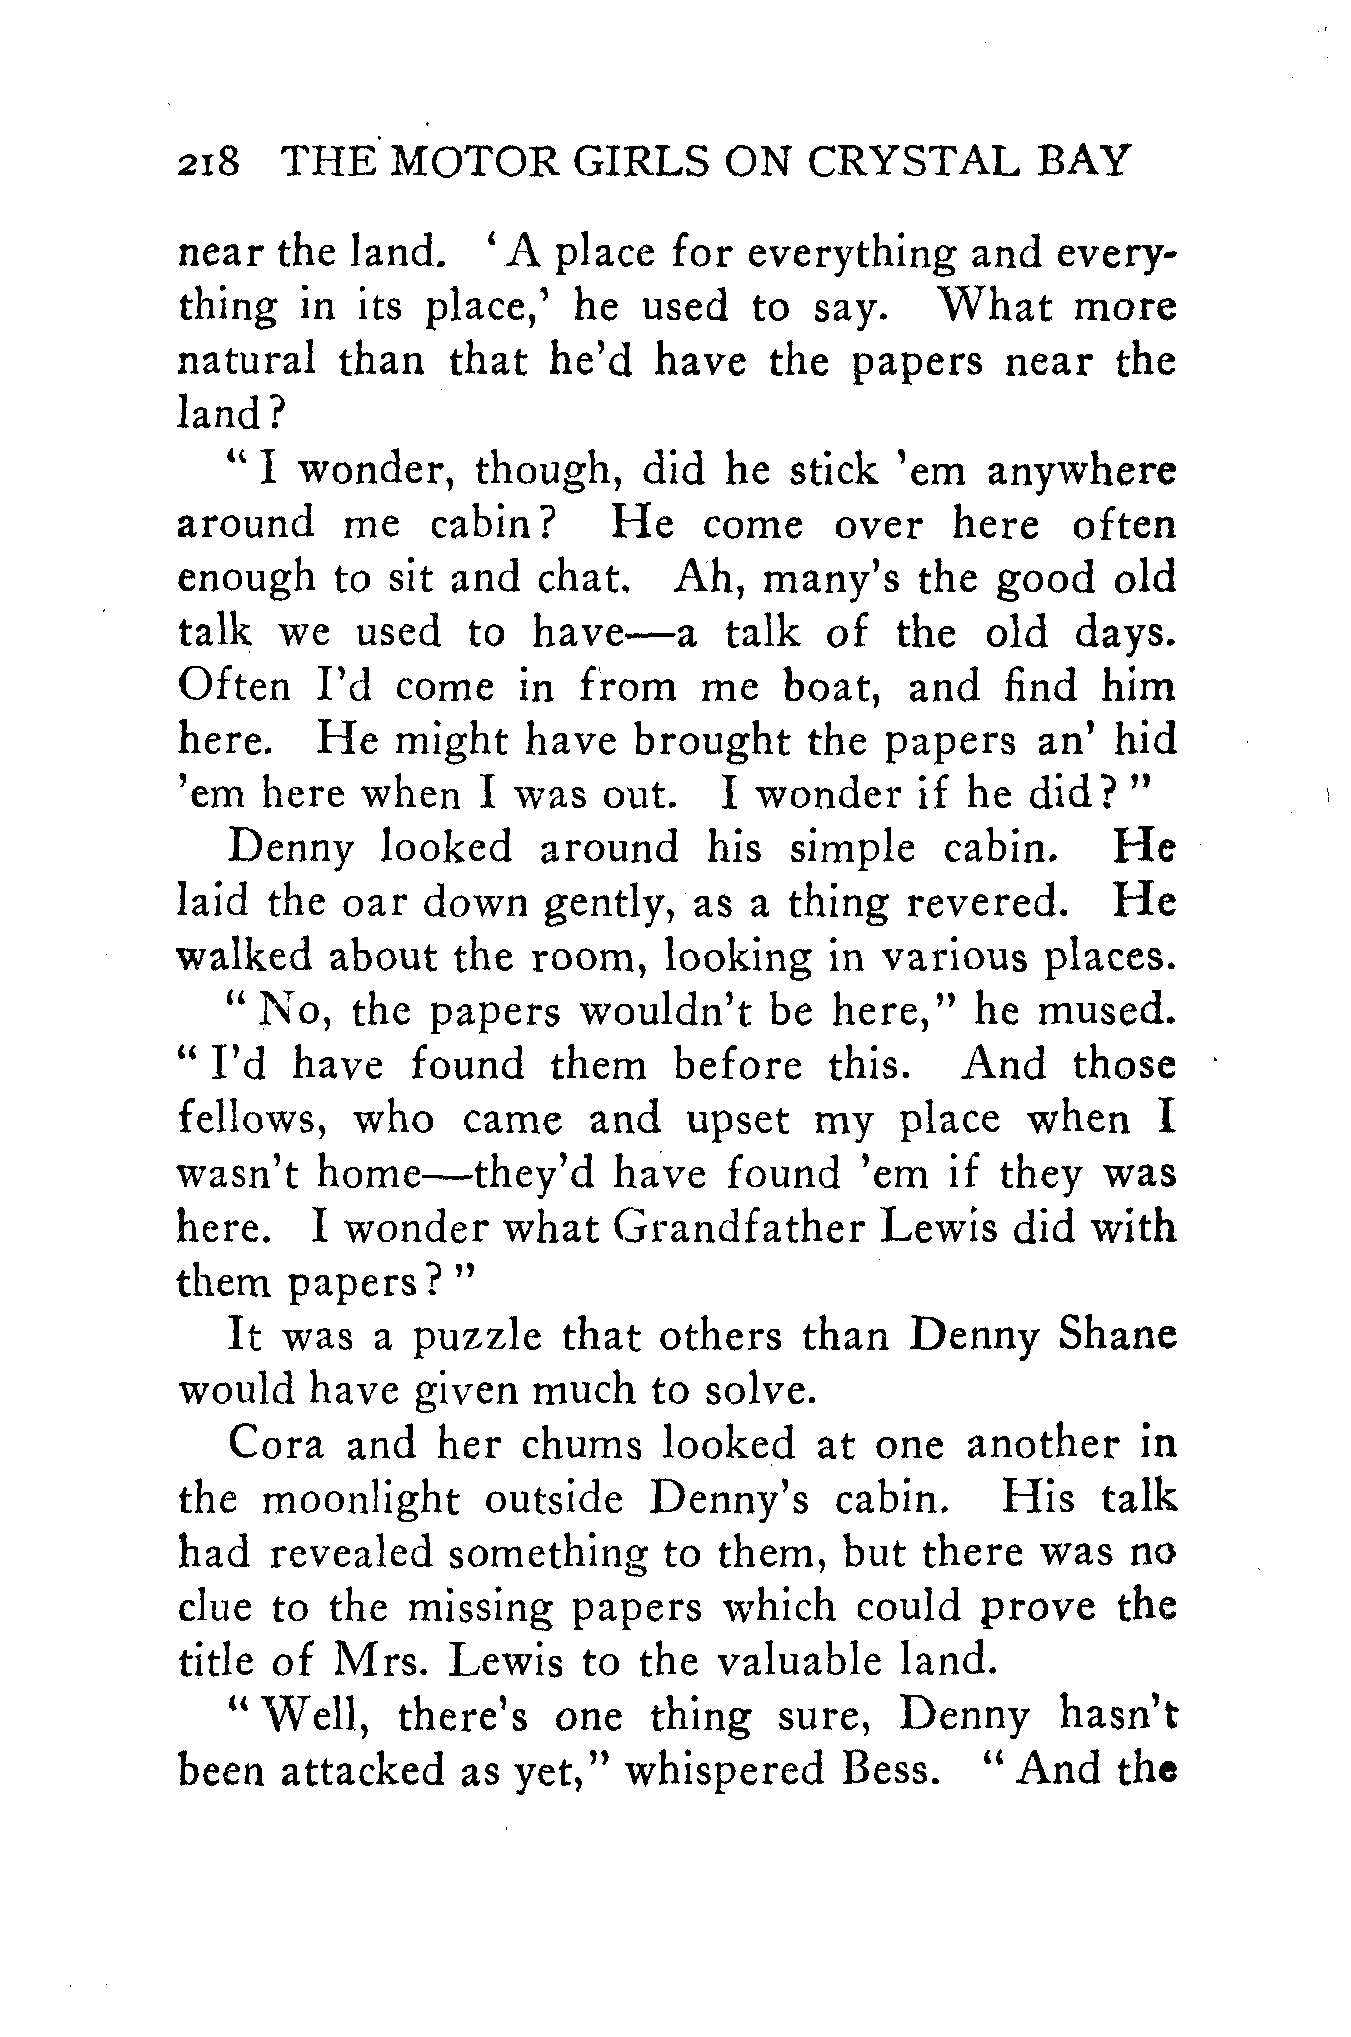 218 THE MOTOR GIRLS ON CRYSTAL BAY
near the land. ‘A place for everything and every-
thing in its place,’ he used to say. What more
natural than that he’d have the papers near the
land?
“I wonder, though, did he stick ’em anywhere
around me cabin? He come over here often
enough to sit and chat. Ah, many’s the good old
talk we used to have—a talk of the old days.
Often I’d come in from me boat, and find him
here. He might have brought the papers an’ hid
’em here when I was out. I wonder if he did?”
Denny looked around his simple cabin. He
laid the oar down gently, as a thing revered. He
walked about the room, looking in various places.
“No, the papers wouldn’t be here,” he mused.
“I’d have found them before this. And those
fellows, who came and upset my place when I
wasn’t home—they’d have found ’em if they was
here. I wonder what Grandfather Lewis did with
them papers?”
It was a puzzle that others than Denny Shane
would have given much to solve.
Cora and her chums looked at one another in
the moonlight outside Denny’s cabin. His talk
had revealed something to them, but there was no
clue to the missing papers which could prove the
title of Mrs. Lewis to the valuable land.
“Well, there’s one thing sure, Denny hasn’t
been attacked as yet,” whispered Bess. “And the